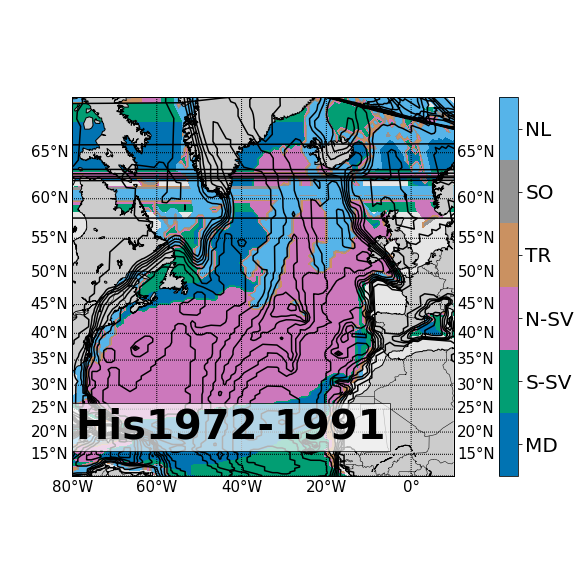 NL
65°N 65°N
SO
60°N 60°N
55°N 55°N
TR
50°N 50°N
45°N 45°N
N-SV
40°N 40°N
35°N 35°N
30°N 30°N
S-SV
25°N 25°N
His1972-1991
20°N 20°N
MD
15°N 15°N
80°W 60°W 40°W 20°W 0°